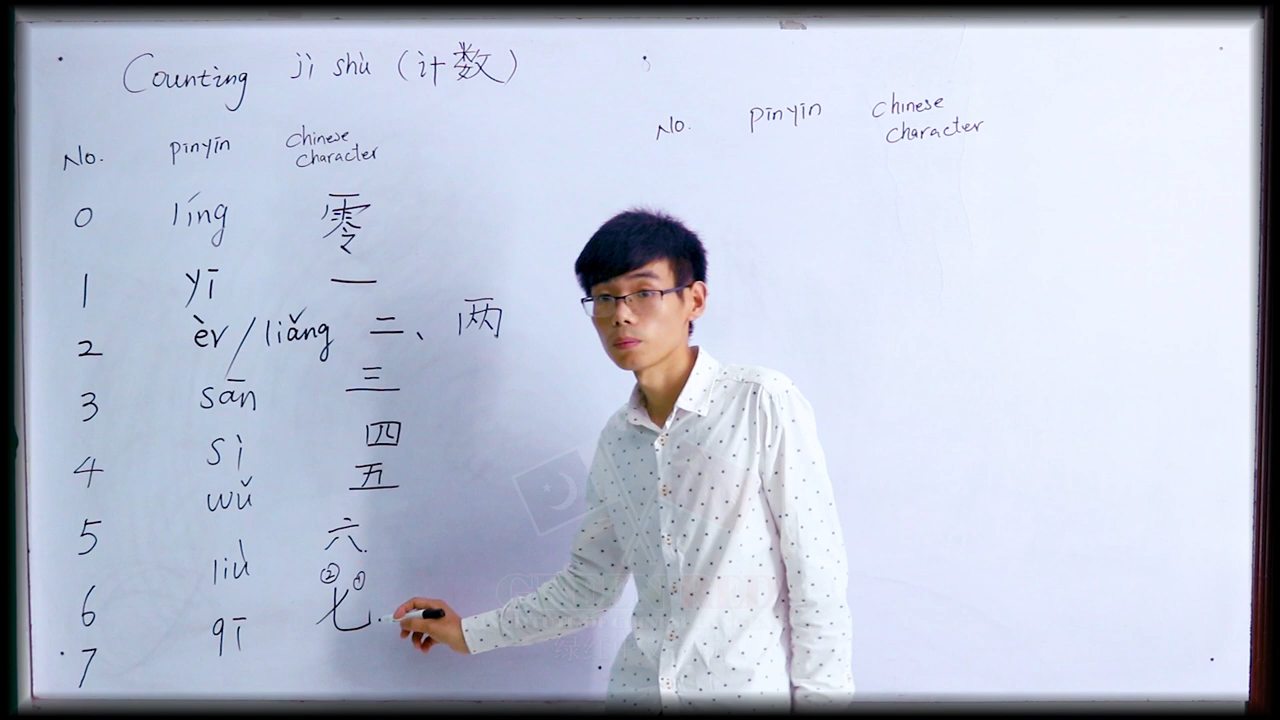 Counting jì shù (计数)
No. pīnyīn Chinese character
0 líng 零
1 yī 一
2 èr/liǎng 二、两
3 sān 三
4 sì 四
5 wǔ 五
6 liù 六
7 qī 七
② ①
No. pīnyīn Chinese character